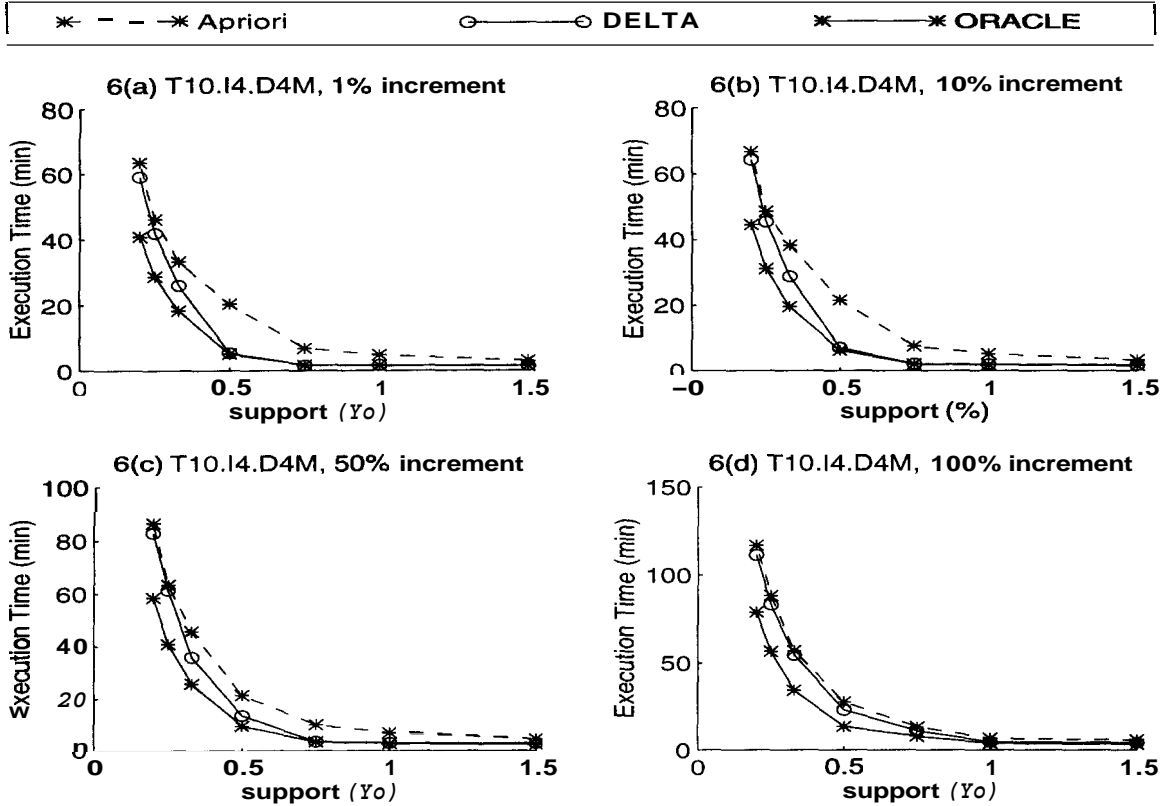 Apriori DELTA ORACLE
6(a) T10.I4.D4M, 1% increment
80
60
40
20
0
Execution Time (min)
0 0.5 1 1.5
support (Yo)
6(b) T10.I4.D4M, 10% increment
80
60
40
20
0
Execution Time (min)
-0 0.5 1 1.5
support (%)
6(c) T10.I4.D4M, 50% increment
100
80
60
40
20
0
Execution Time (min)
0 0.5 1 1.5
support (Yo)
6(d) T10.I4.D4M, 100% increment
150
100
50
0
Execution Time (min)
0 0.5 1 1.5
support (Yo)